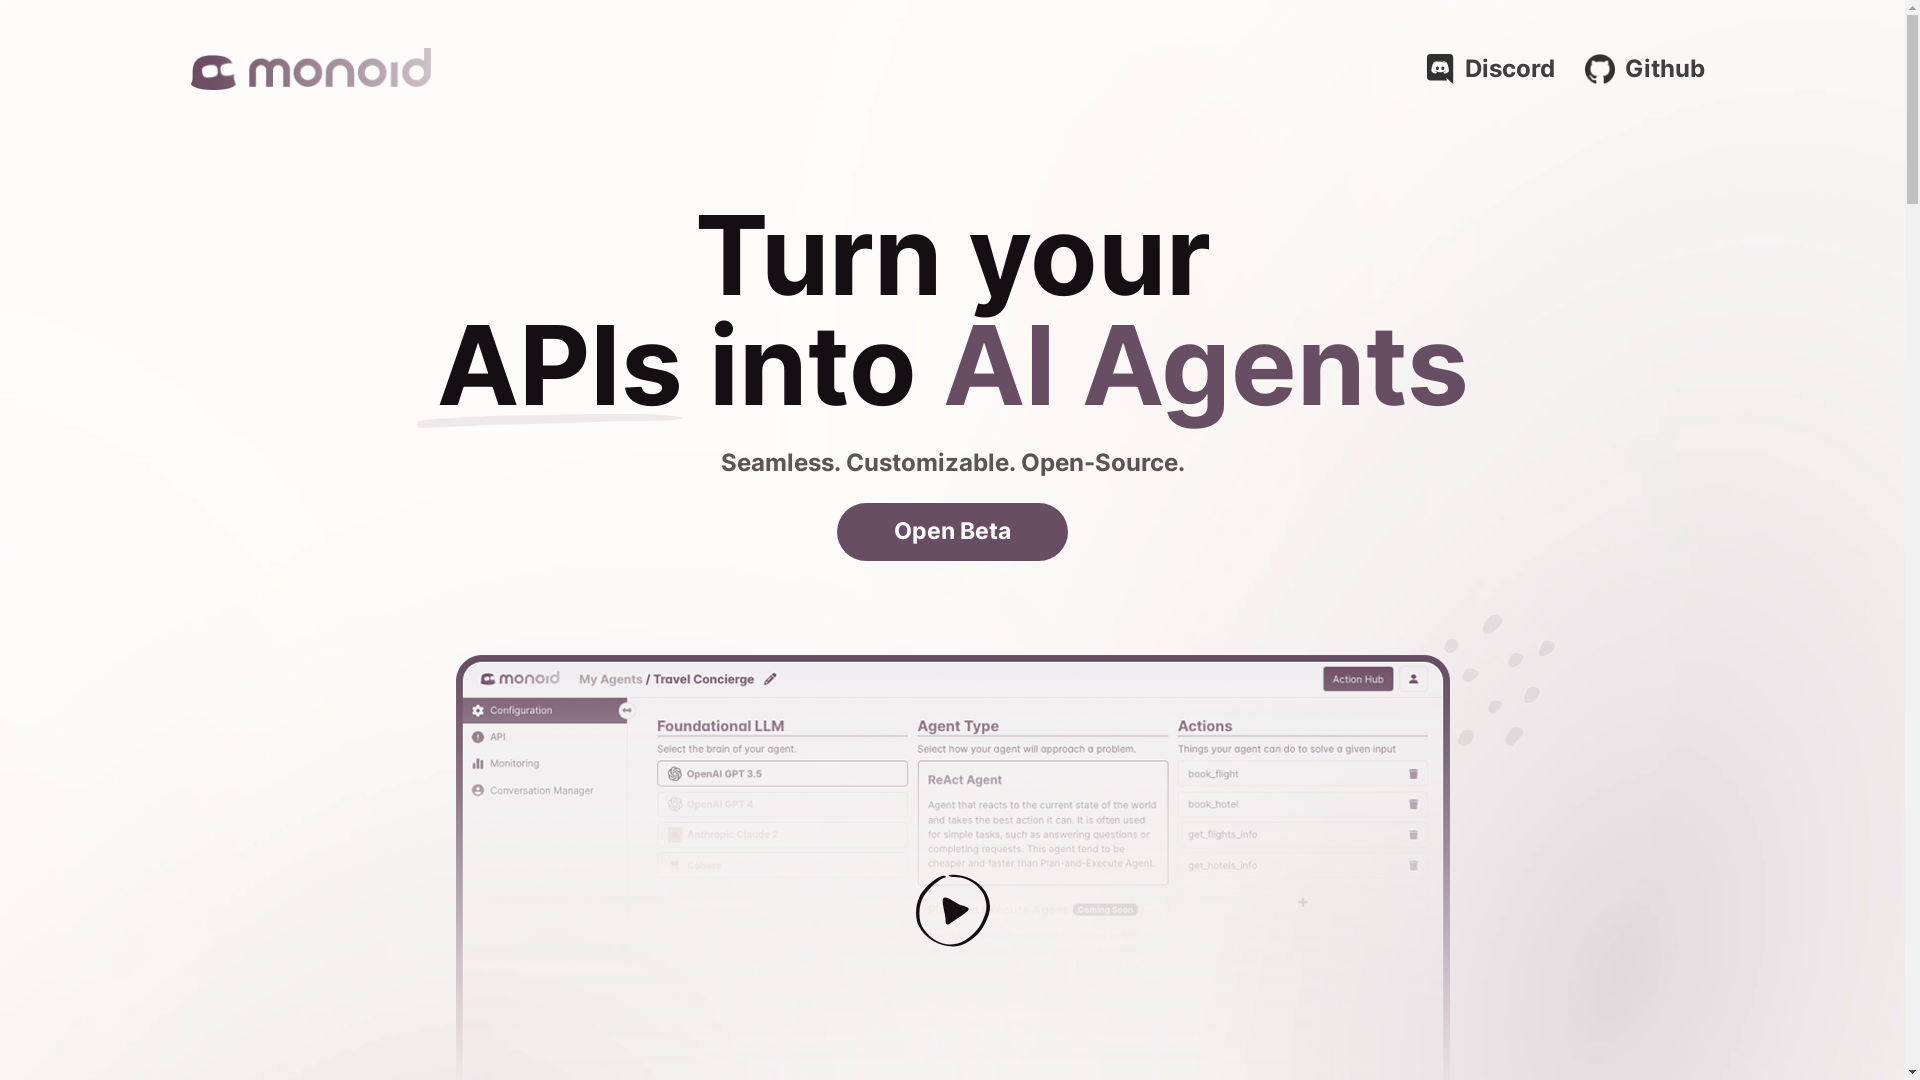 monoid
Discord
Github
Turn your
APIs into AI Agents
Seamless. Customizable. Open-Source.
Open Beta
monoid
My Agents / Travel Concierge
Action Hub
Configuration
API
Monitoring
Conversation Manager
Foundational LLM
Select the brain of your agent.
OpenAI GPT 3.5
OpenAI GPT 4
Anthropic Claude 2
Cohere
Agent Type
Select how your agent will approach a problem.
ReAct Agent
Agent that reacts to the current state of the world
and takes the best action it can. It is often used
for simple tasks, such as answering questions or
completing requests. This agent tend to be
cheaper and faster than Plan-and-Execute Agent.
Agent
Coming Soon
Actions
Things your agent can do to solve a given input
book_flight
book_hotel
get_flights_info
get_hotels_info